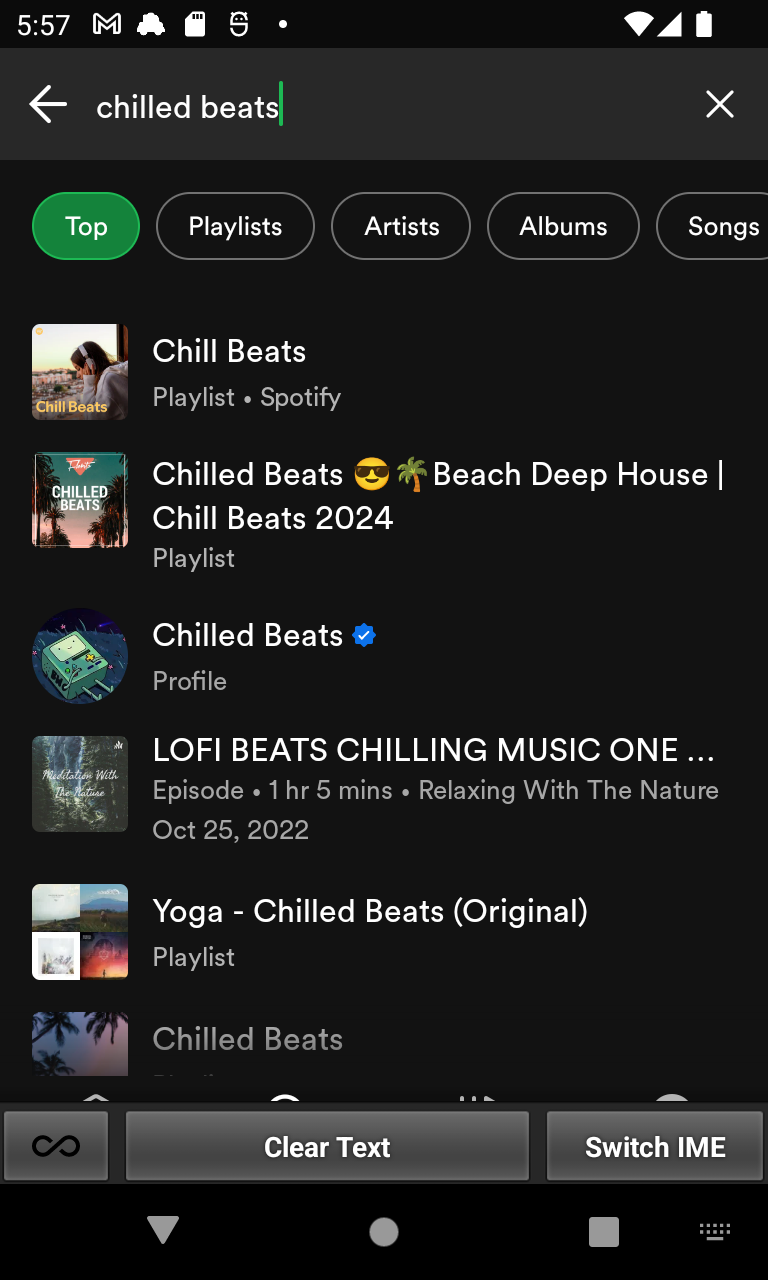 5:57
chilled beats
Top
Playlists
Artists
Albums
Songs
Chill Beats
Chill Beats
Playlist • Spotify
CHILLED
BEATS
Chilled Beats 😎🌴Beach Deep House |
Chill Beats 2024
Playlist
Chilled Beats
Profile
Meditation With
The Nature
LOFI BEATS CHILLING MUSIC ONE ...
Episode • 1 hr 5 mins • Relaxing With The Nature
Oct 25, 2022
Yoga - Chilled Beats (Original)
Playlist
Chilled Beats
Clear Text
Switch IME